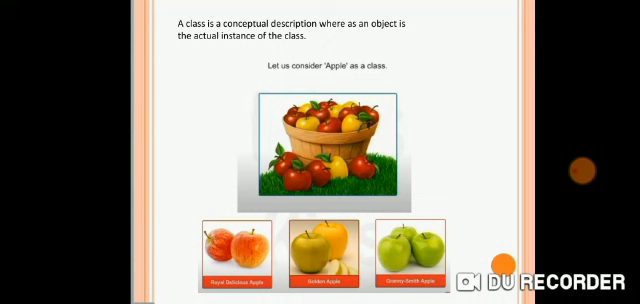 A class is a conceptual description where as an object is
the actual instance of the class.
Let us consider 'Apple' as a class.
Royal Delicious Apple
Golden Apple
Granny-Smith Apple
DU RECORDER